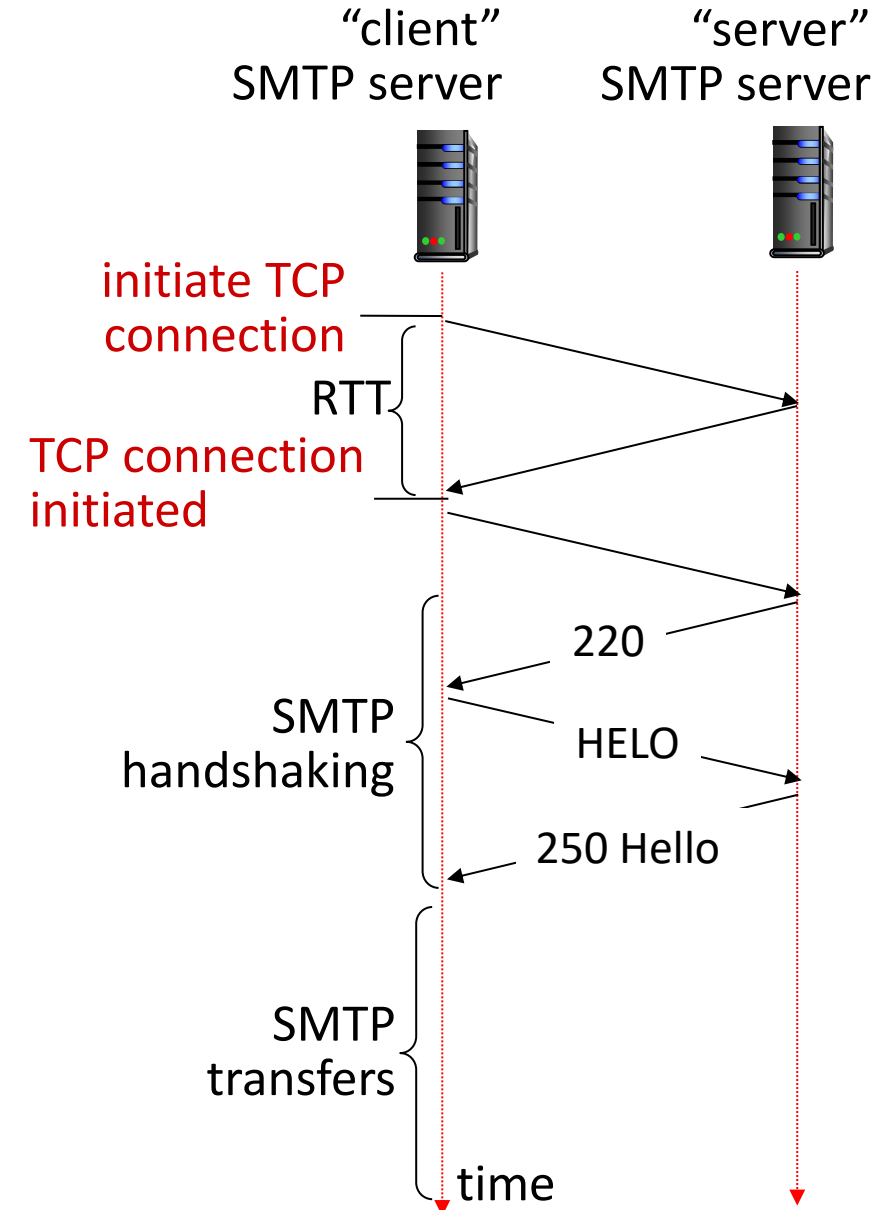 “client”
SMTP server
“server”
SMTP server
initiate TCP
connection
RTT
TCP connection
initiated
220
SMTP
handshaking
HELO
250 Hello
SMTP
transfers
time